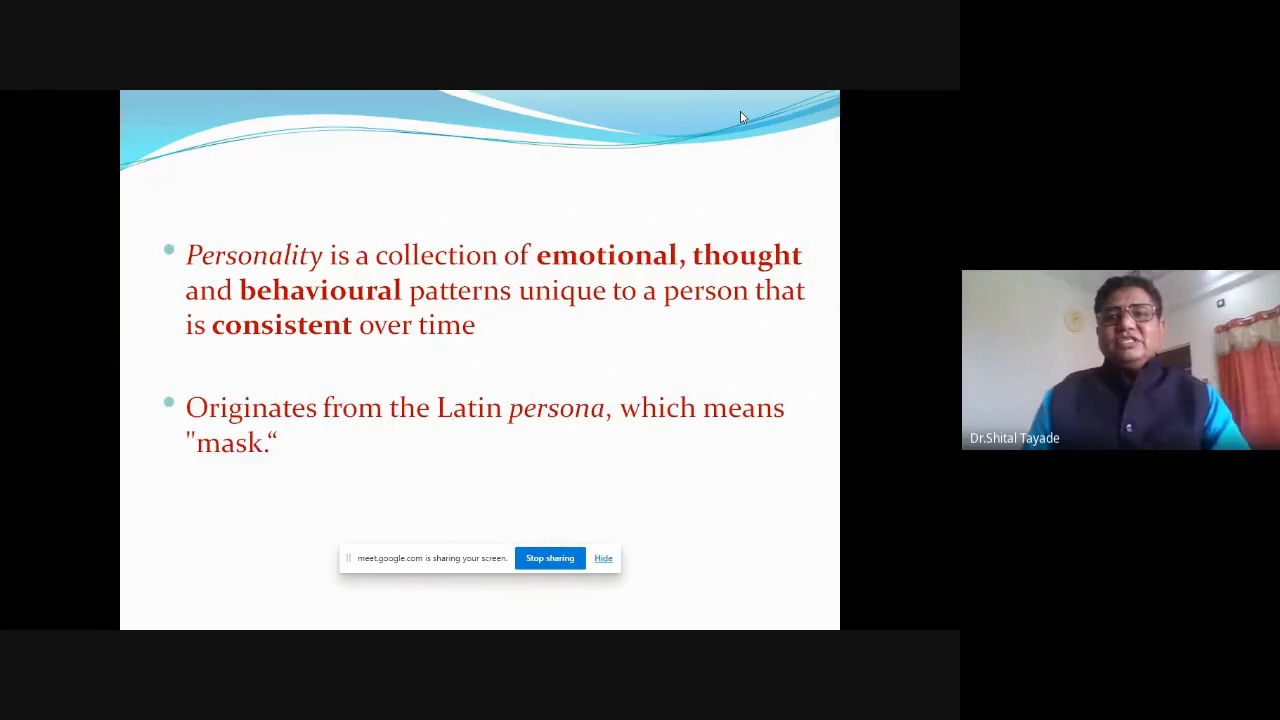 Personality is a collection of emotional, thought
and behavioural patterns unique to a person that
is consistent over time
Originates from the Latin persona, which means
"mask.“
meet.google.com is sharing your screen. Stop sharing Hide
Dr.Shital Tayade